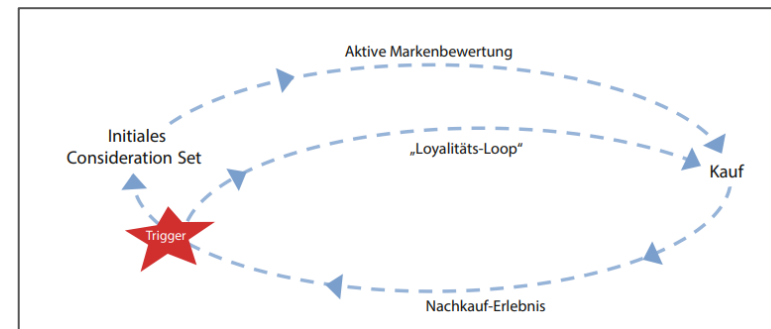 Aktive Markenbewertung
Initiales
Consideration Set
„Loyalitäts-Loop“
Kauf
Trigger
Nachkauf-Erlebnis